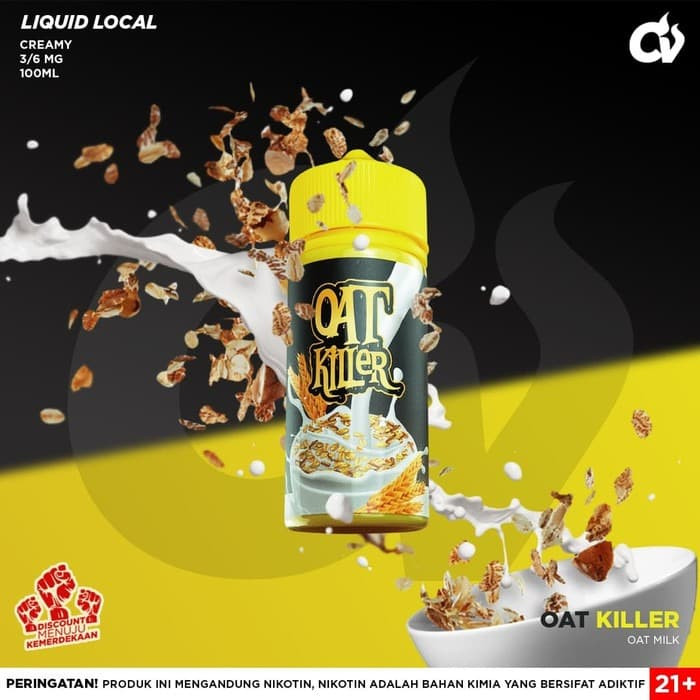 LIQUID LOCAL
CREAMY
3/6 MG
100ML
OAT
KILLER
DISCOUNT
MENUJU
KEMERDEKAAN
OAT KILLER
OAT MILK
PERINGATAN! PRODUK INI MENGANDUNG NIKOTIN, NIKOTIN ADALAH BAHAN KIMIA YANG BERSIFAT ADIKTIF 21+